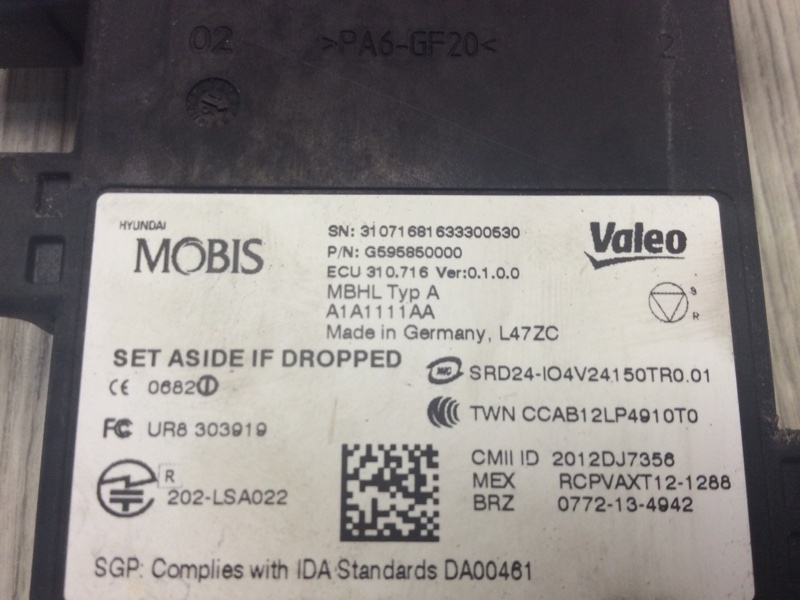 02 >PA6-GF20< 2
HYUNDAI
MOBIS
SN: 31071681633300530
P/N: G595850000
ECU 310.716 Ver:0.1.0.0
MBHL Typ A
A1A1111AA
Made in Germany, L47ZC
Valeo
S
R
SET ASIDE IF DROPPED
CE 0682
SRD24-IO4V24150TR0.01
FC UR8 303919
TWN CCAB12LP4910T0
R
202-LSA022
CMII ID 2012DJ7356
MEX RCPVAXT12-1288
BRZ 0772-13-4942
SGP: Complies with IDA Standards DA00461